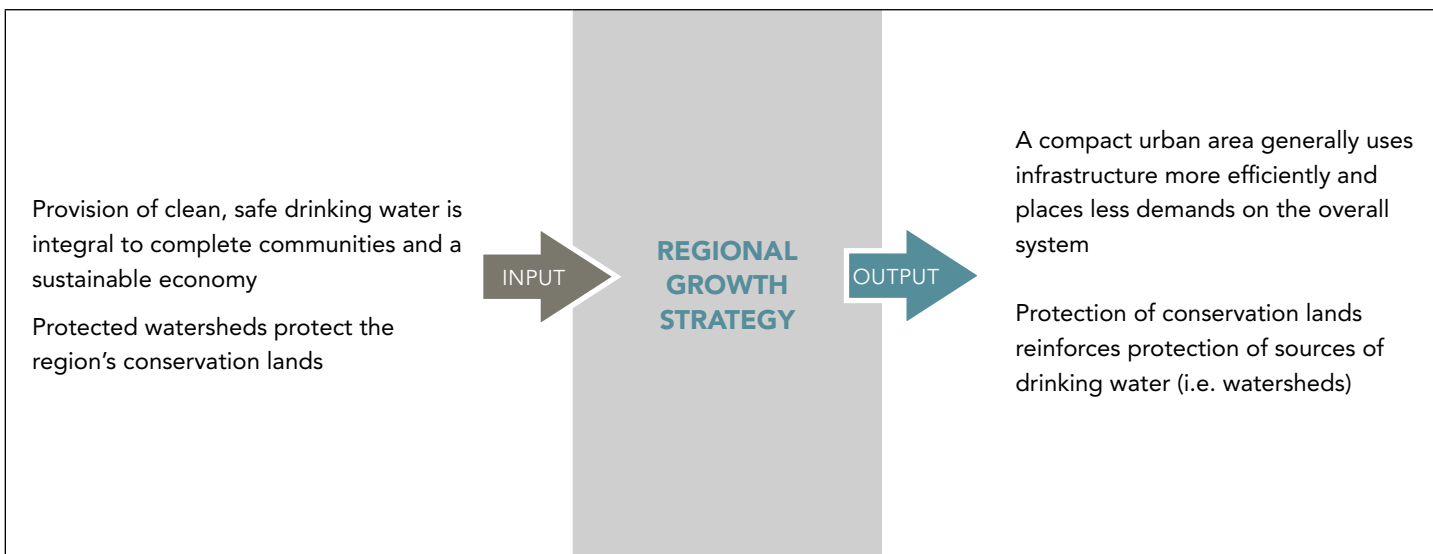 Provision of clean, safe drinking water is
integral to complete communities and a
sustainable economy
Protected watersheds protect the
region’s conservation lands
INPUT
REGIONAL
GROWTH
STRATEGY
OUTPUT
A compact urban area generally uses
infrastructure more efficiently and
places less demands on the overall
system
Protection of conservation lands
reinforces protection of sources of
drinking water (i.e. watersheds)